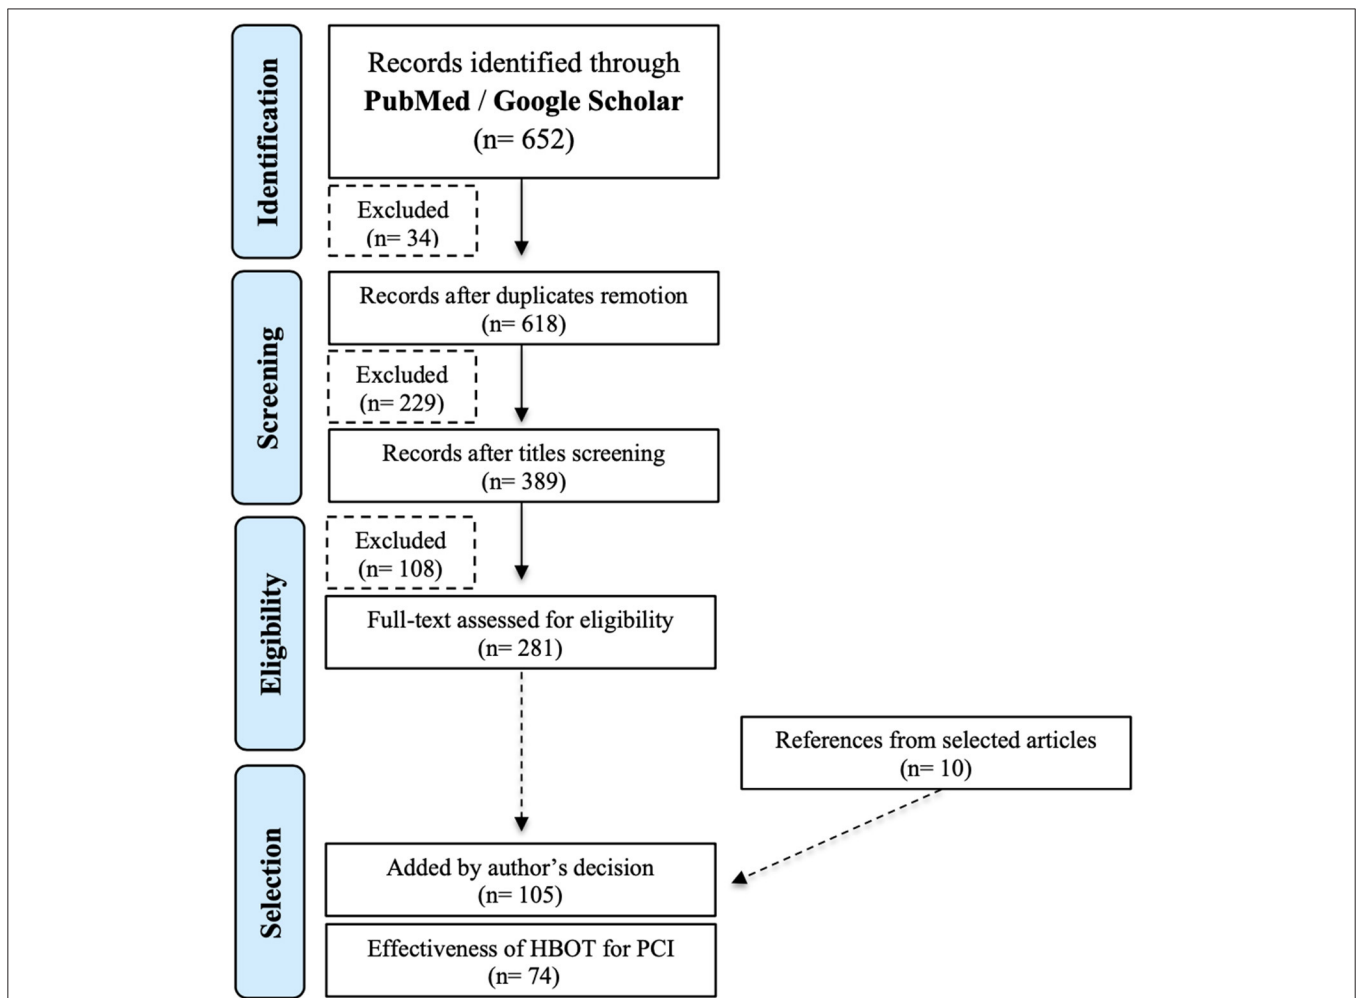 Identification
Records identified through
PubMed / Google Scholar
(n= 652)
Excluded
(n= 34)
Screening
Records after duplicates remotion
(n= 618)
Excluded
(n= 229)
Records after titles screening
(n= 389)
Eligibility
Excluded
(n= 108)
Full-text assessed for eligibility
(n= 281)
References from selected articles
(n= 10)
Selection
Added by author’s decision
(n= 105)
Effectiveness of HBOT for PCI
(n= 74)